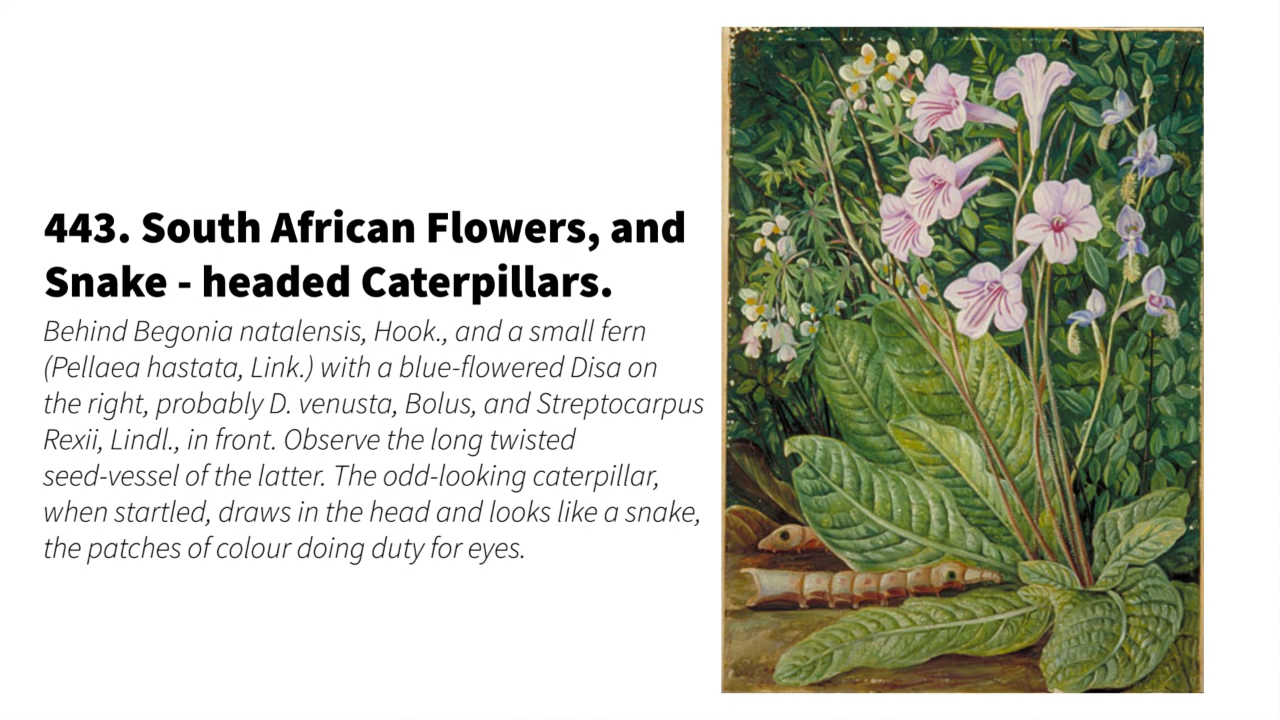 443. South African Flowers, and
Snake - headed Caterpillars.
Behind Begonia natalensis, Hook., and a small fern
(Pellaea hastata, Link.) with a blue-flowered Disa on
the right, probably D. venusta, Bolus, and Streptocarpus
Rexii, Lindl., in front. Observe the long twisted
seed-vessel of the latter. The odd-looking caterpillar,
when startled, draws in the head and looks like a snake,
the patches of colour doing duty for eyes.